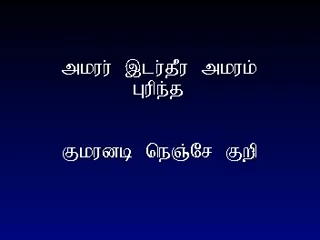 அமரர் இடர்தீர அமரம்
புரிந்த
குமரனடி நெஞ்சே குறி